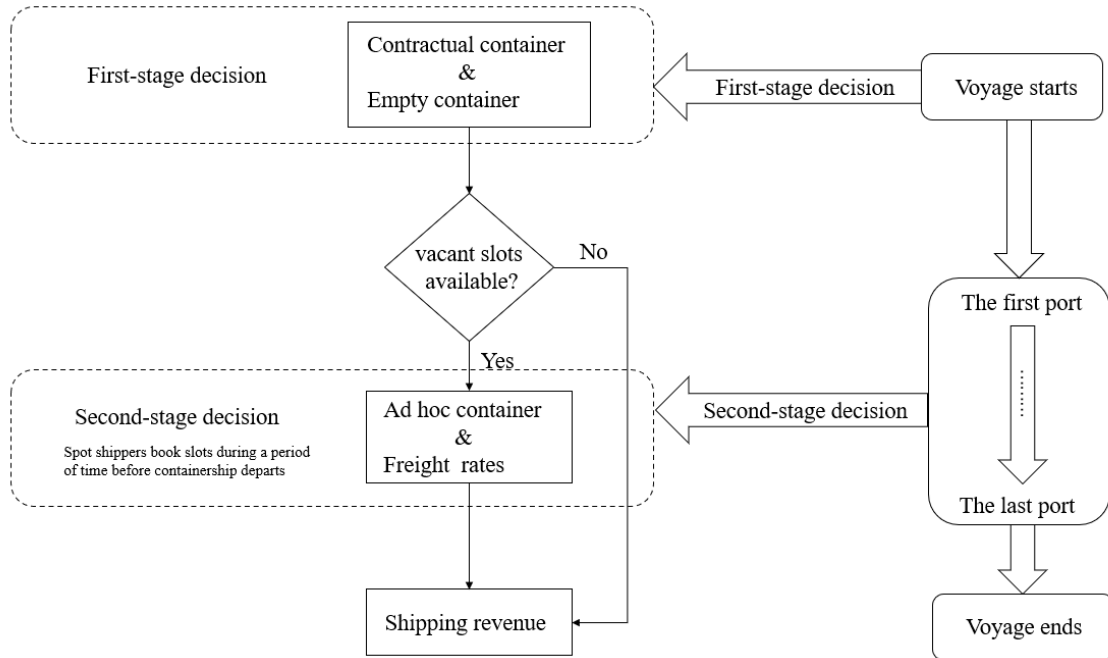 Contractual container
&
Empty container
First-stage decision
First-stage decision
Voyage starts
vacant slots
available?
No
Yes
The first port
........
The last port
Second-stage decision
Spot shippers book slots during a period
of time before containership departs
Ad hoc container
&
Freight rates
Second-stage decision
Shipping revenue
Voyage ends